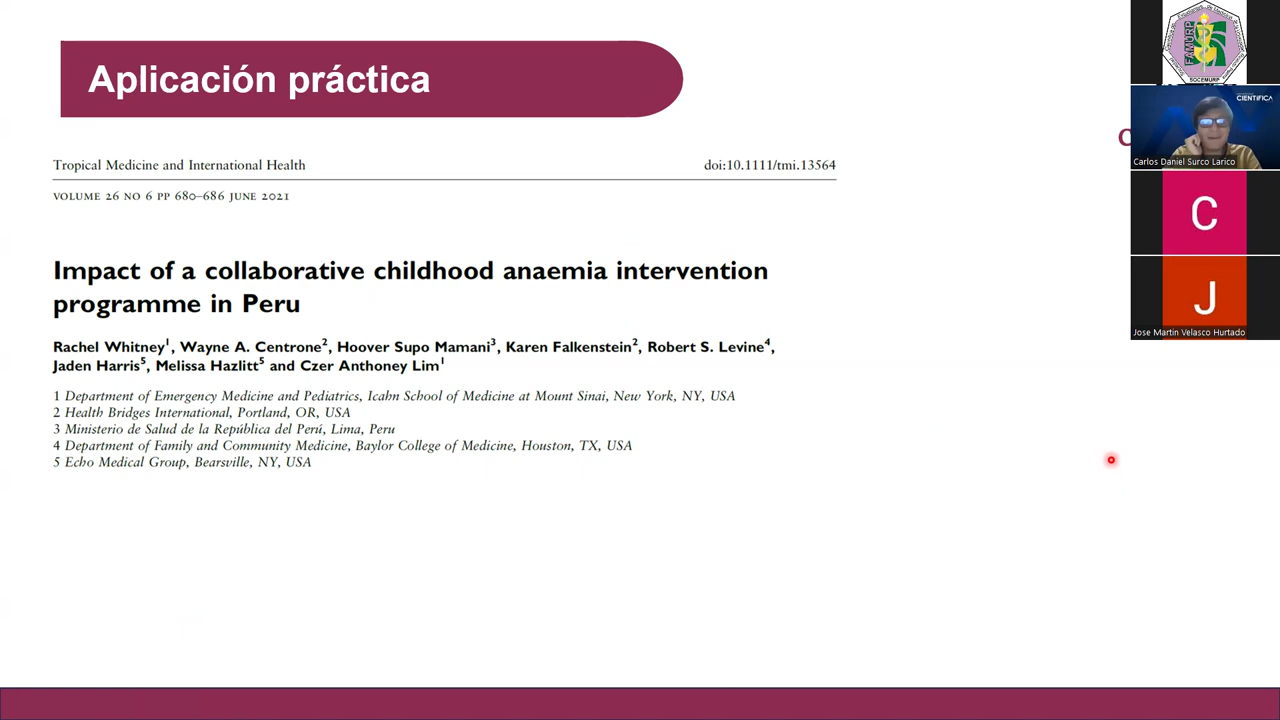 Aplicación práctica
Tropical Medicine and International Health
doi:10.1111/tmi.13564
VOLUME 26 NO 6 PP 680–686 JUNE 2021
Impact of a collaborative childhood anaemia intervention
programme in Peru
Rachel Whitney1, Wayne A. Centrone2, Hoover Supo Mamani3, Karen Falkenstein2, Robert S. Levine4,
Jaden Harris5, Melissa Hazlitt5 and Czer Anthoney Lim1
1 Department of Emergency Medicine and Pediatrics, Icahn School of Medicine at Mount Sinai, New York, NY, USA
2 Health Bridges International, Portland, OR, USA
3 Ministerio de Salud de la República del Perú, Lima, Peru
4 Department of Family and Community Medicine, Baylor College of Medicine, Houston, TX, USA
5 Echo Medical Group, Bearsville, NY, USA
FAMURP
SOCEMURP
CIENTÍFICA
Carlos Daniel Surco Larico
C
J
Jose Martin Velasco Hurtado